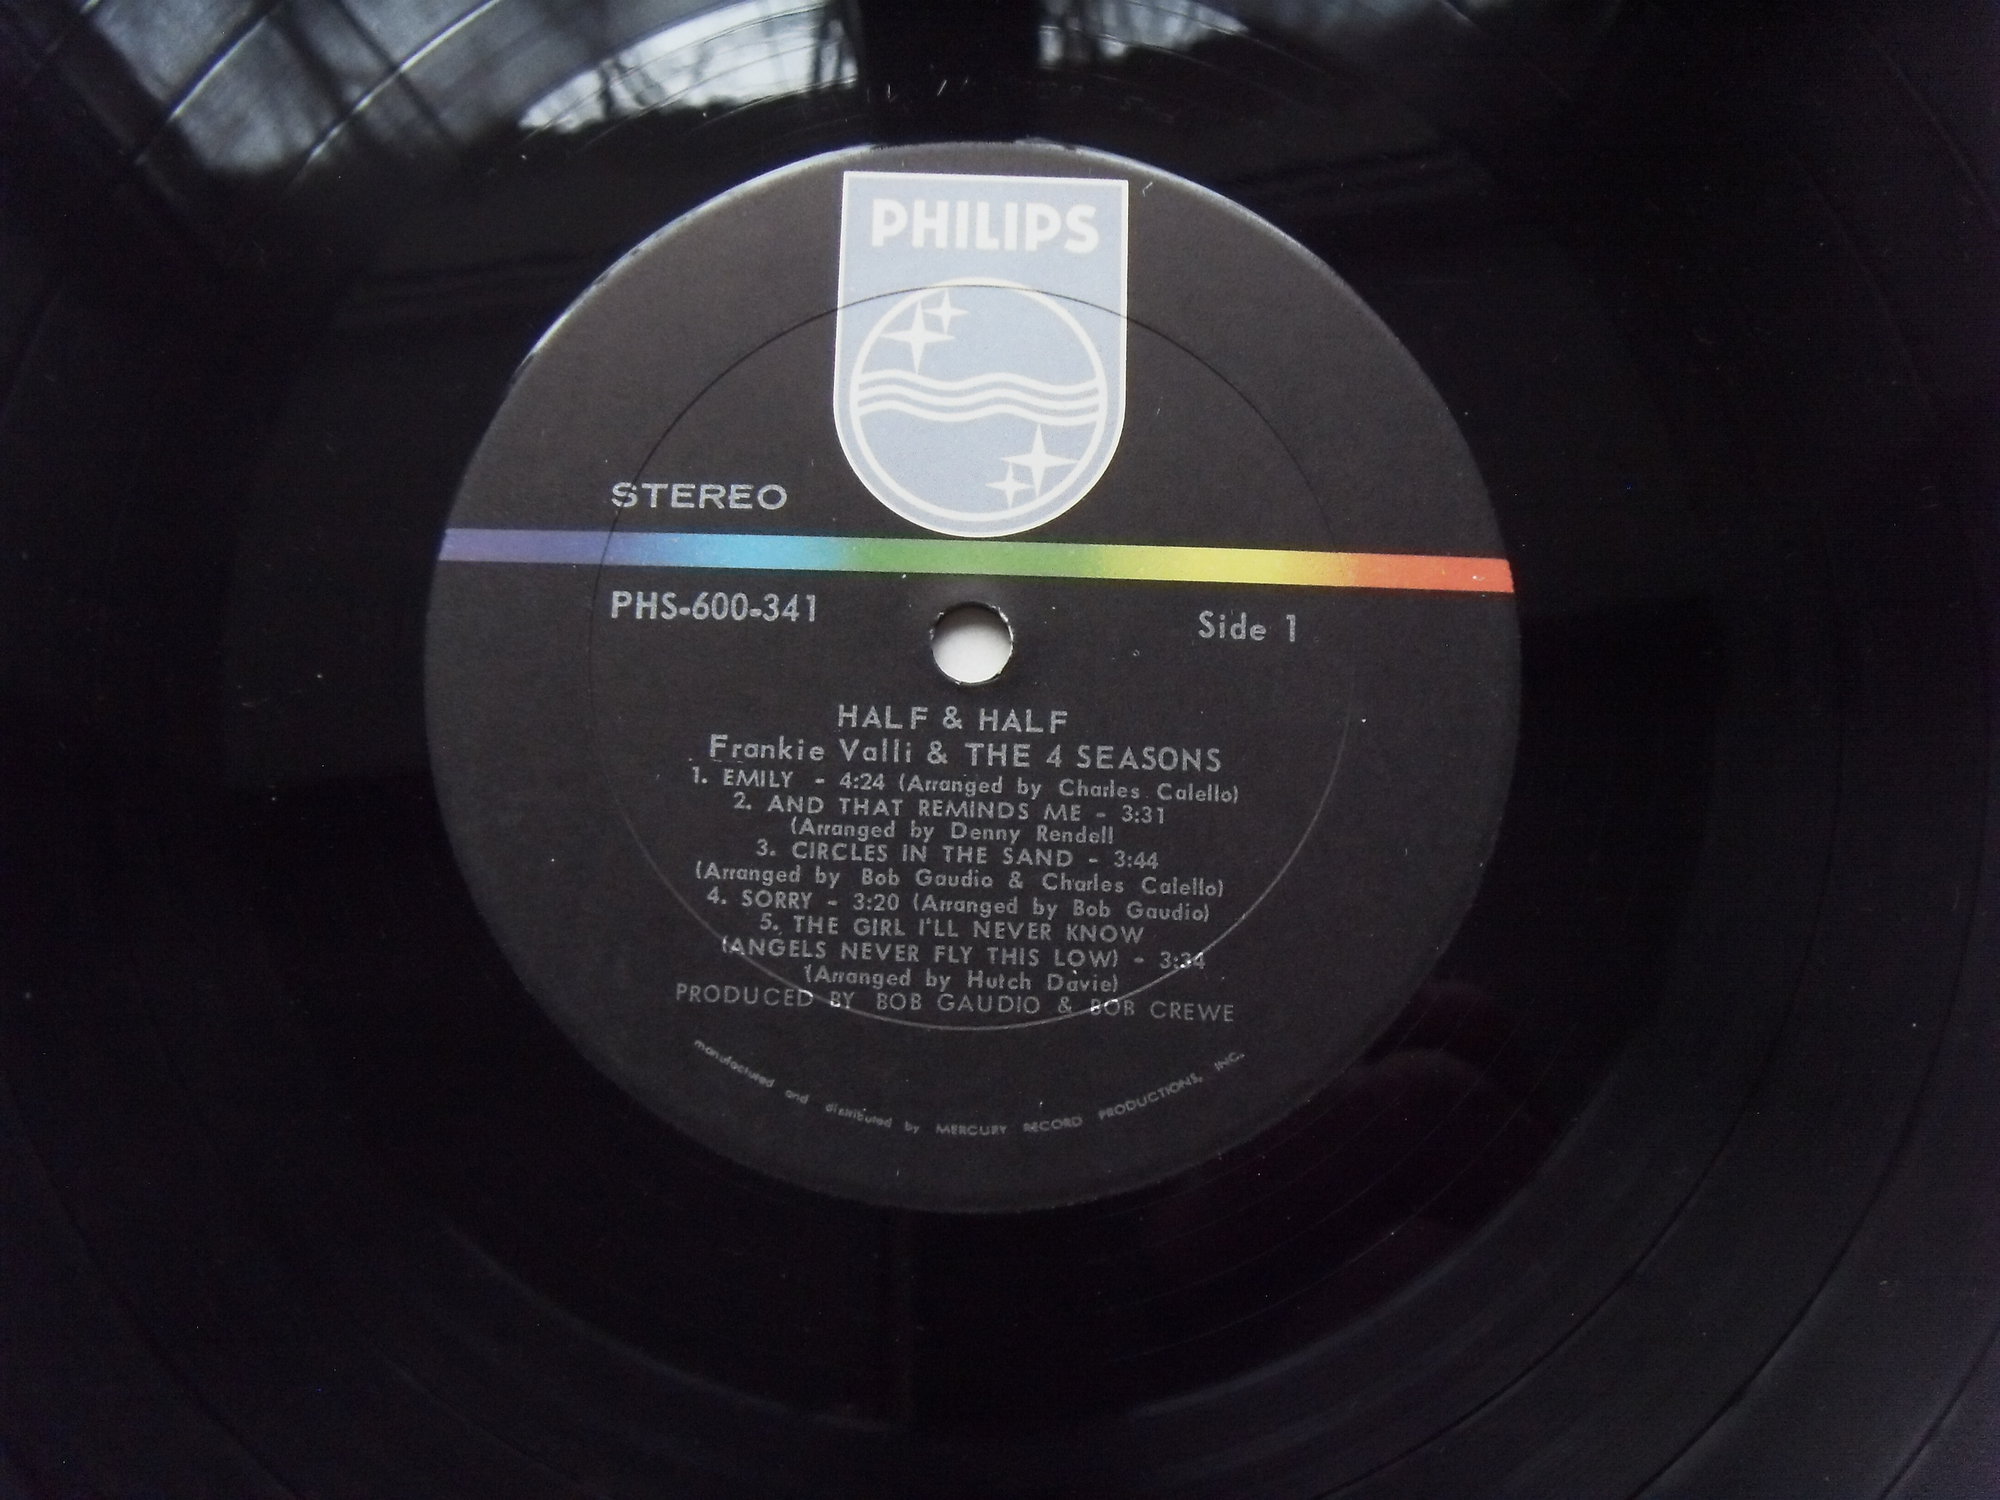 PHILIPS
STEREO
PHS-600-341
Side 1
HALF & HALF
Frankie Valli & THE 4 SEASONS
1. EMILY - 4:24 (Arranged by Charles Calello)
2. AND THAT REMINDS ME - 3:31
(Arranged by Denny Rendell
3. CIRCLES IN THE SAND - 3:44
(Arranged by Bob Gaudio & Charles Calello)
4. SORRY - 3:20 (Arranged by Bob Gaudio)
5. THE GIRL I'LL NEVER KNOW
(ANGELS NEVER FLY THIS LOW) - 3:34
(Arranged by Hutch Davie)
PRODUCED BY BOB GAUDIO & BOB CREWE
manufactured and distributed by MERCURY RECORD PRODUCTIONS, INC.